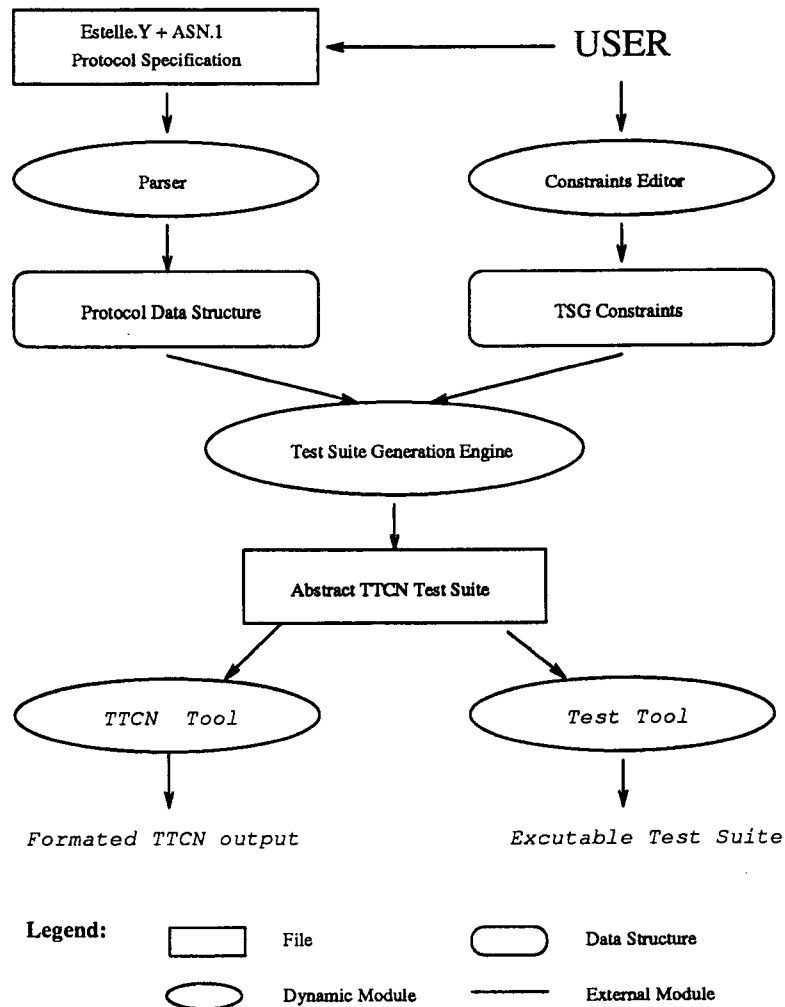 Estelle.Y + ASN.1
Protocol Specification
USER
Parser
Constraints Editor
Protocol Data Structure
TSG Constraints
Test Suite Generation Engine
Abstract TTCN Test Suite
TTCN Tool
Test Tool
Formated TTCN output
Excutable Test Suite
Legend:
File
Data Structure
Dynamic Module
External Module